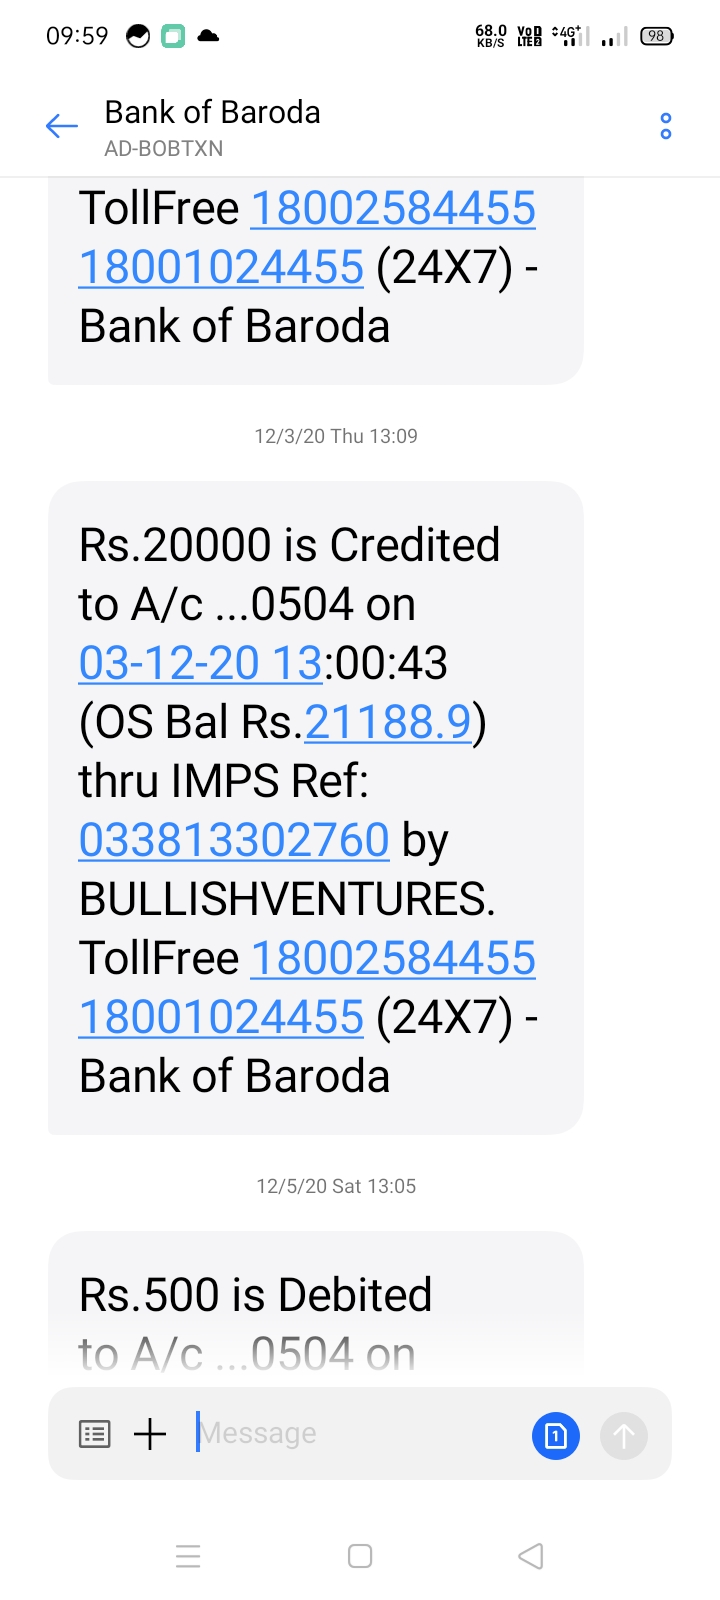 09:59
68.0 KB/S VoD LTE2 4G+ 98
Bank of Baroda
AD-BOBTXN
TollFree 18002584455
18001024455 (24X7) -
Bank of Baroda
12/3/20 Thu 13:09
Rs.20000 is Credited
to A/c ...0504 on
03-12-20 13:00:43
(OS Bal Rs.21188.9)
thru IMPS Ref:
033813302760 by
BULLISHVENTURES.
TollFree 18002584455
18001024455 (24X7) -
Bank of Baroda
12/5/20 Sat 13:05
Rs.500 is Debited
to A/c ...0504 on
Message
1